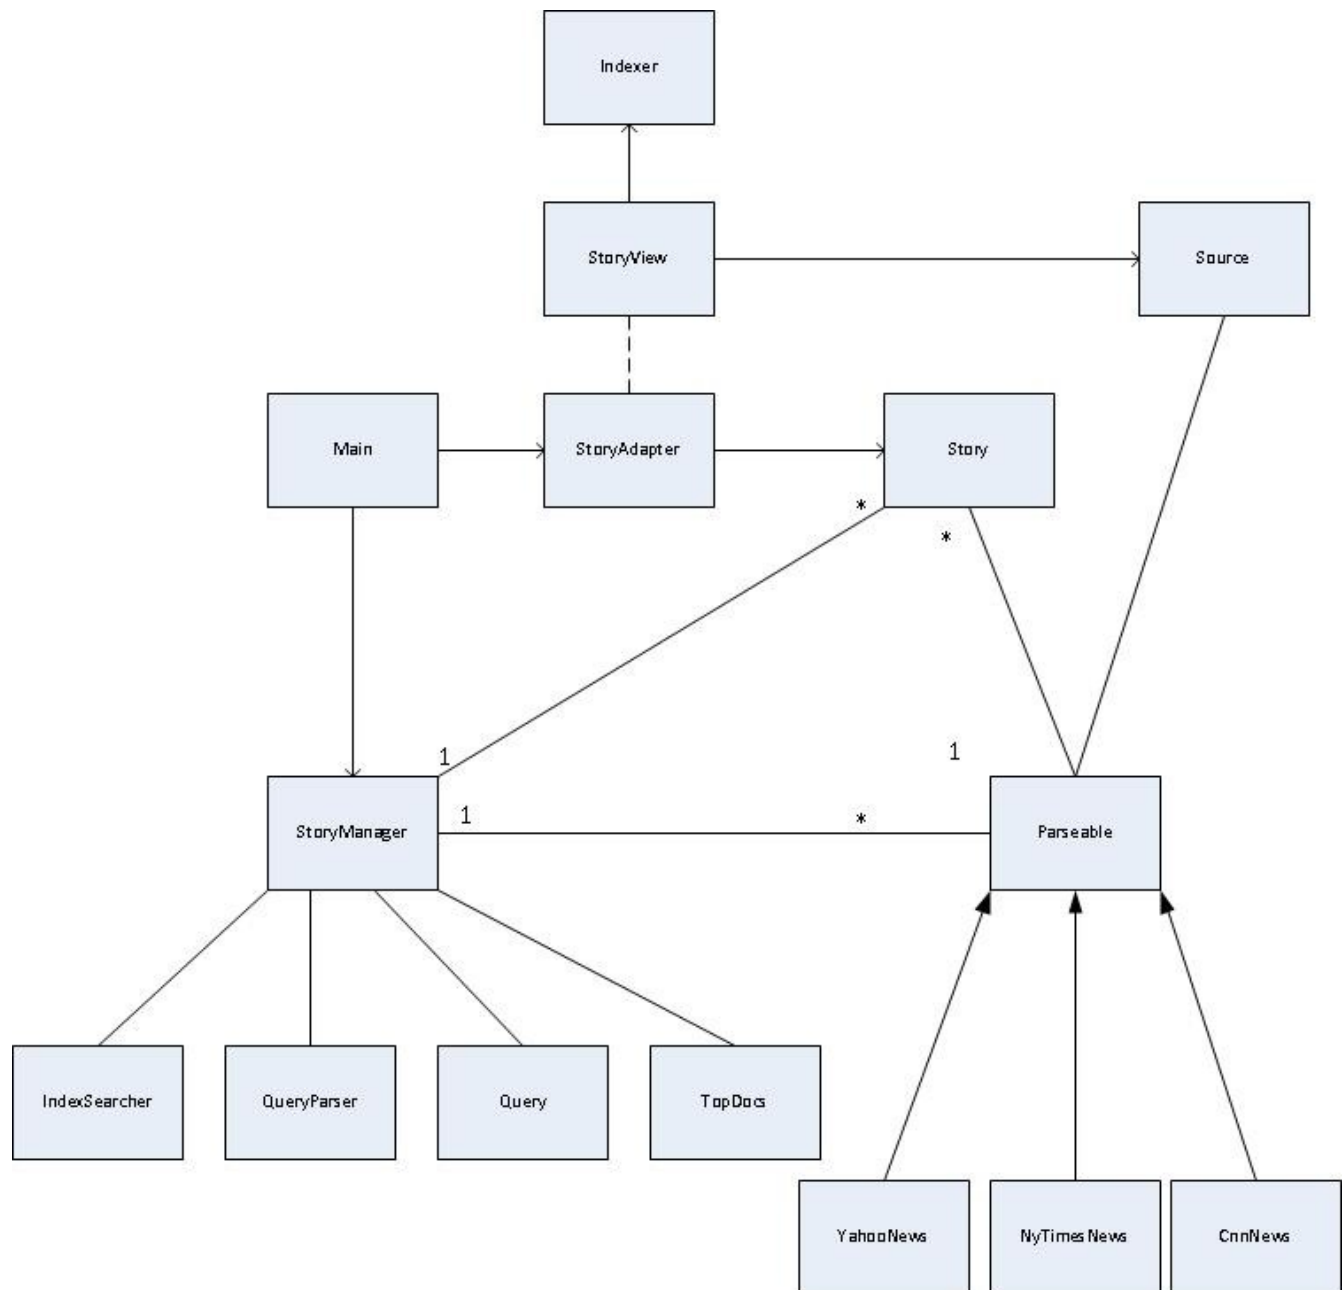 Indexer
StoryView
Source
Main
StoryAdapter
Story
*
*
1
1
1
*
StoryManager
Parseable
IndexSearcher
QueryParser
Query
TopDocs
YahooNews
NyTimesNews
CnnNews